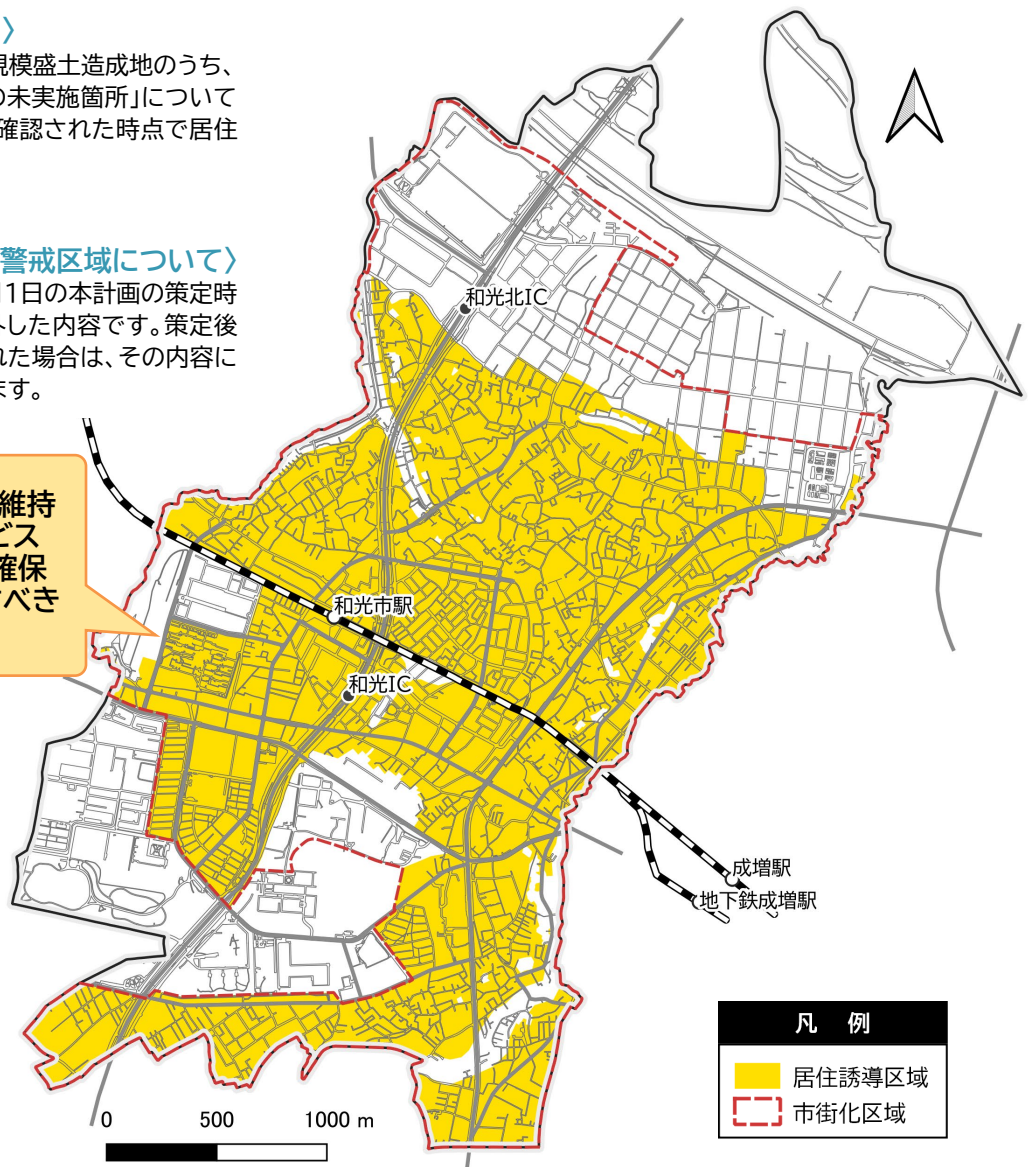 〉
規模盛土造成地のうち、
の未実施箇所」について
確認された時点で居住
警戒区域について〉
月1日の本計画の策定時
外した内容です。策定後
れた場合は、その内容に
ます。
維持
ビス
確保
べき
和光北IC
和光市駅
和光IC
成増駅
地下鉄成増駅
凡 例
居住誘導区域
市街化区域
0 500 1000 m